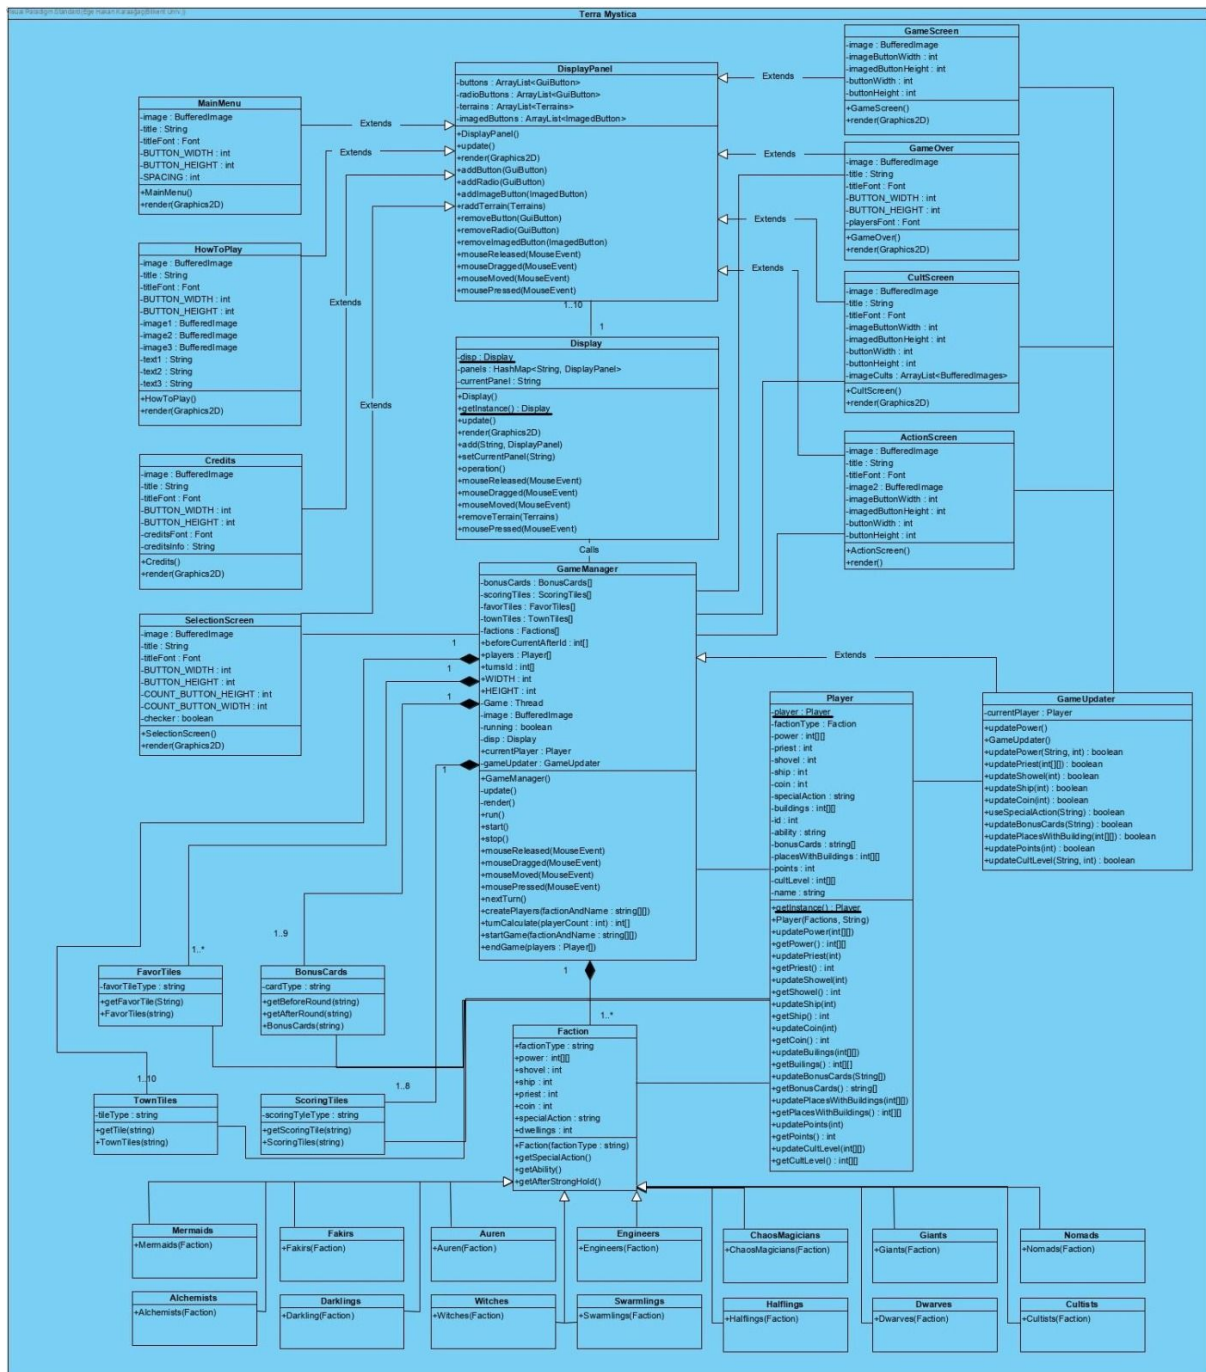 Visual Paradigm Standard(Ege Hakan Karaağaç(Bilkent Univ.))
Terra Mystica
GameScreen
-image : BufferedImage
-imageButtonWidth : int
-imagedButtonHeight : int
-buttonWidth : int
-buttonHeight : int
+GameScreen()
+render(Graphics2D)
DisplayPanel
-buttons : ArrayList<GuiButton>
-radioButtons : ArrayList<GuiButton>
-terrains : ArrayList<Terrains>
-imagedButtons : ArrayList<ImagedButton>
+DisplayPanel()
+update()
+render(Graphics2D)
+addButton(GuiButton)
+addRadio(GuiButton)
+addImageButton(ImagedButton)
+raddTerrain(Terrains)
+removeButton(GuiButton)
+removeRadio(GuiButton)
+removeImagedButton(ImagedButton)
+mouseReleased(MouseEvent)
+mouseDragged(MouseEvent)
+mouseMoved(MouseEvent)
+mousePressed(MouseEvent)
Extends
MainMenu
-image : BufferedImage
-title : String
-titleFont : Font
-BUTTON_WIDTH : int
-BUTTON_HEIGHT : int
-SPACING : int
+MainMenu()
+render(Graphics2D)
Extends
Extends
GameOver
-image : BufferedImage
-title : String
-titleFont : Font
-BUTTON_WIDTH : int
-BUTTON_HEIGHT : int
-playersFont : Font
+GameOver()
+render(Graphics2D)
Extends
Extends
Extends
HowToPlay
-image : BufferedImage
-title : String
-titleFont : Font
-BUTTON_WIDTH : int
-BUTTON_HEIGHT : int
-image1 : BufferedImage
-image2 : BufferedImage
-image3 : BufferedImage
-text1 : String
-text2 : String
-text3 : String
+HowToPlay()
+render(Graphics2D)
Extends
Extends
CultScreen
-image : BufferedImage
-title : String
-titleFont : Font
-imageButtonWidth : int
-imagedButtonHeight : int
-buttonWidth : int
-buttonHeight : int
-imageCults : ArrayList<BufferedImages>
+CultScreen()
+render(Graphics2D)
1..10
1
Display
-disp : Display
-panels : HashMap<String, DisplayPanel>
-currentPanel : String
+Display()
+getInstance() : Display
+update()
+render(Graphics2D)
+add(String, DisplayPanel)
+setCurrentPanel(String)
+operation()
+mouseReleased(MouseEvent)
+mouseDragged(MouseEvent)
+mouseMoved(MouseEvent)
+removeTerrain(Terrains)
+mousePressed(MouseEvent)
ActionScreen
-image : BufferedImage
-title : String
-titleFont : Font
-image2 : BufferedImage
-imageButtonWidth : int
-imagedButtonHeight : int
-buttonWidth : int
-buttonHeight : int
+ActionScreen()
+render()
Credits
-image : BufferedImage
-title : String
-titleFont : Font
-BUTTON_WIDTH : int
-BUTTON_HEIGHT : int
-creditsFont : Font
-creditsInfo : String
+Credits()
+render(Graphics2D)
Calls
GameManager
-bonusCards : BonusCards[]
-scoringTiles : ScoringTiles[]
-favorTiles : FavorTiles[]
-townTiles : TownTiles[]
-factions : Factions[]
+beforeCurrentAfterId : int[]
+players : Player[]
+turnsId : int[]
+WIDTH : int
+HEIGHT : int
-Game : Thread
-image : BufferedImage
-running : boolean
-disp : Display
+currentPlayer : Player
-gameUpdater : GameUpdater
+GameManager()
-update()
-render()
+run()
+start()
+stop()
+mouseReleased(MouseEvent)
+mouseDragged(MouseEvent)
+mouseMoved(MouseEvent)
+mousePressed(MouseEvent)
+nextTurn()
+createPlayers(factionAndName : string[][])
+turnCalculate(playerCount : int) : int[]
+startGame(factionAndName : string[][])
+endGame(players : Player[])
SelectionScreen
-image : BufferedImage
-title : String
-titleFont : Font
-BUTTON_WIDTH : int
-BUTTON_HEIGHT : int
-COUNT_BUTTON_HEIGHT : int
-COUNT_BUTTON_WIDTH : int
-checker : boolean
+SelectionScreen()
+render(Graphics2D)
1
1
1
1
Extends
Player
-player : Player
-factionType : Faction
-power : int[][]
-priest : int
-shovel : int
-ship : int
-coin : int
-specialAction : string
-buildings : int[][]
-id : int
-ability : string
-bonusCards : string[]
-placesWithBuildings : int[][]
-points : int
-cultLevel : int[][]
-name : string
+getInstance() : Player
+Player(Factions, String)
+updatePower(int[][])
+getPower() : int[][]
+updatePriest(int)
+getPriest() : int
+updateShowel(int)
+getShowel() : int
+updateShip(int)
+getShip() : int
+updateCoin(int)
+getCoin() : int
+updateBuilings(int[][])
+getBuilings() : int[][]
+updateBonusCards(String[])
+getBonusCards() : string[]
+updatePlacesWithBuildings(int[][])
+getPlacesWithBuildings() : int[][]
+updatePoints(int)
+getPoints() : int
+updateCultLevel(int[][])
+getCultLevel() : int[][]
GameUpdater
-currentPlayer : Player
+updatePower()
+GameUpdater()
+updatePower(String, int) : boolean
+updatePriest(int[][]) : boolean
+updateShowel(int) : boolean
+updateShip(int) : boolean
+updateCoin(int) : boolean
+useSpecialAction(String) : boolean
+updateBonusCards(String) : boolean
+updatePlacesWithBuilding(int[][]) : boolean
+updatePoints(int) : boolean
+updateCultLevel(String, int) : boolean
1..*
1..9
FavorTiles
-favorTileType : string
+getFavorTile(String)
+FavorTiles(string)
BonusCards
-cardType : string
+getBeforeRound(string)
+getAfterRound(string)
+BonusCards(string)
1
1..*
Faction
+factionType : string
+power : int[][]
+shovel : int
+ship : int
+priest : int
+coin : int
+specialAction : string
+dwellings : int
+Faction(factionType : string)
+getSpecialAction()
+getAbility()
+getAfterStrongHold()
1..10
1..8
TownTiles
-tileType : string
+getTile(string)
+TownTiles(string)
ScoringTiles
-scoringTyleType : string
+getScoringTile(String)
+ScoringTiles(string)
Mermaids
+Mermaids(Faction)
Fakirs
+Fakirs(Faction)
Auren
+Auren(Faction)
Engineers
+Engineers(Faction)
ChaosMagicians
+ChaosMagicians(Faction)
Giants
+Giants(Faction)
Nomads
+Nomads(Faction)
Alchemists
+Alchemists(Faction)
Darklings
+Darkling(Faction)
Witches
+Witches(Faction)
Swarmlings
+Swarmlings(Faction)
Halflings
+Halflings(Faction)
Dwarves
+Dwarves(Faction)
Cultists
+Cultists(Faction)